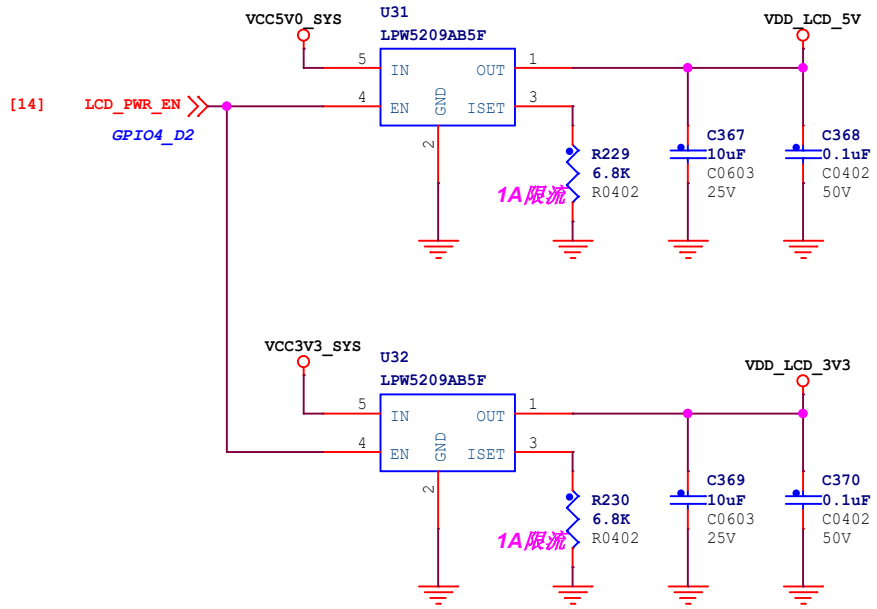 VCC5V0_SYS
U31
LPW5209AB5F
VDD_LCD_5V
5
IN
OUT
1
[14]
LCD_PWR_EN
4
EN
GND
ISET
3
GPIO4_D2
2
R229
6.8K
R0402
1A限流
C367
10uF
C0603
25V
C368
0.1uF
C0402
50V
VCC3V3_SYS
U32
LPW5209AB5F
VDD_LCD_3V3
5
IN
OUT
1
4
EN
GND
ISET
3
2
R230
6.8K
R0402
1A限流
C369
10uF
C0603
25V
C370
0.1uF
C0402
50V